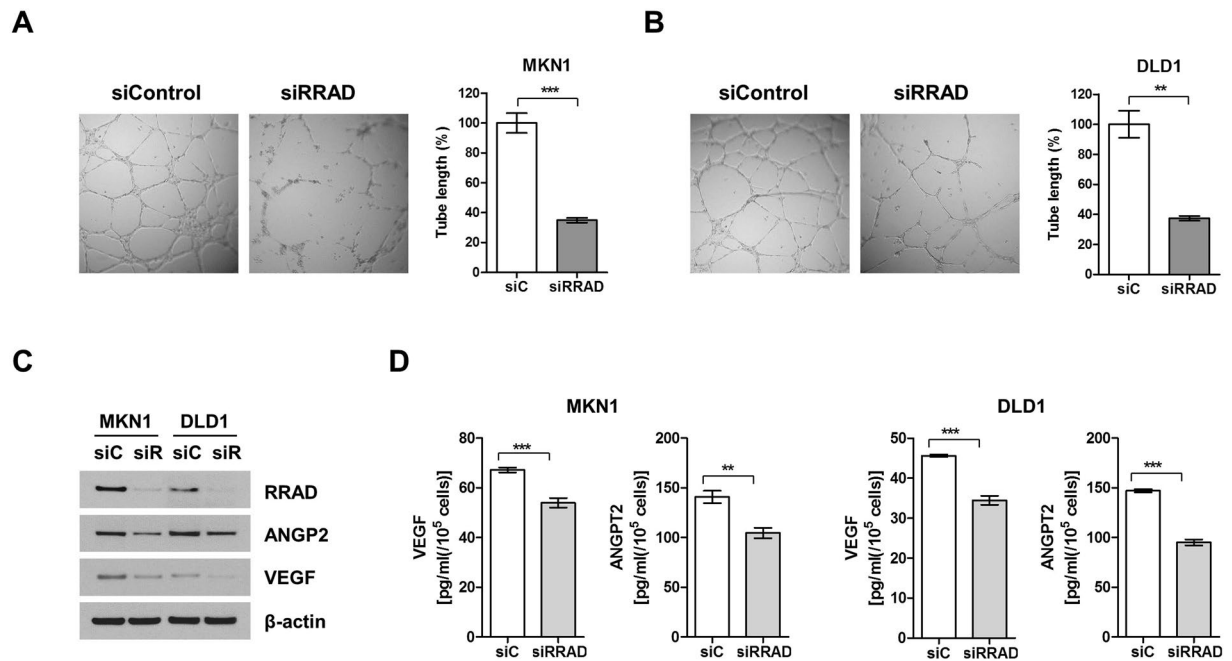 A
siControl
siRRAD
MKN1
***
Tube length (%)
120
100
80
60
40
20
0
siC
siRRAD
B
siControl
siRRAD
DLD1
**
Tube length (%)
120
100
80
60
40
20
0
siC
siRRAD
C
MKN1 DLD1
siC siR siC siR
RRAD
ANGP2
VEGF
β-actin
D
MKN1
VEGF
[pg/ml(/10⁵ cells)]
80
60
40
20
0
***
siC siRRAD
ANGPT2
[pg/ml(/10⁵ cells)]
200
150
100
50
0
**
siC siRRAD
DLD1
VEGF
[pg/ml(/10⁵ cells)]
50
40
30
20
10
0
***
siC siRRAD
ANGPT2
[pg/ml(/10⁵ cells)]
200
150
100
50
0
***
siC siRRAD